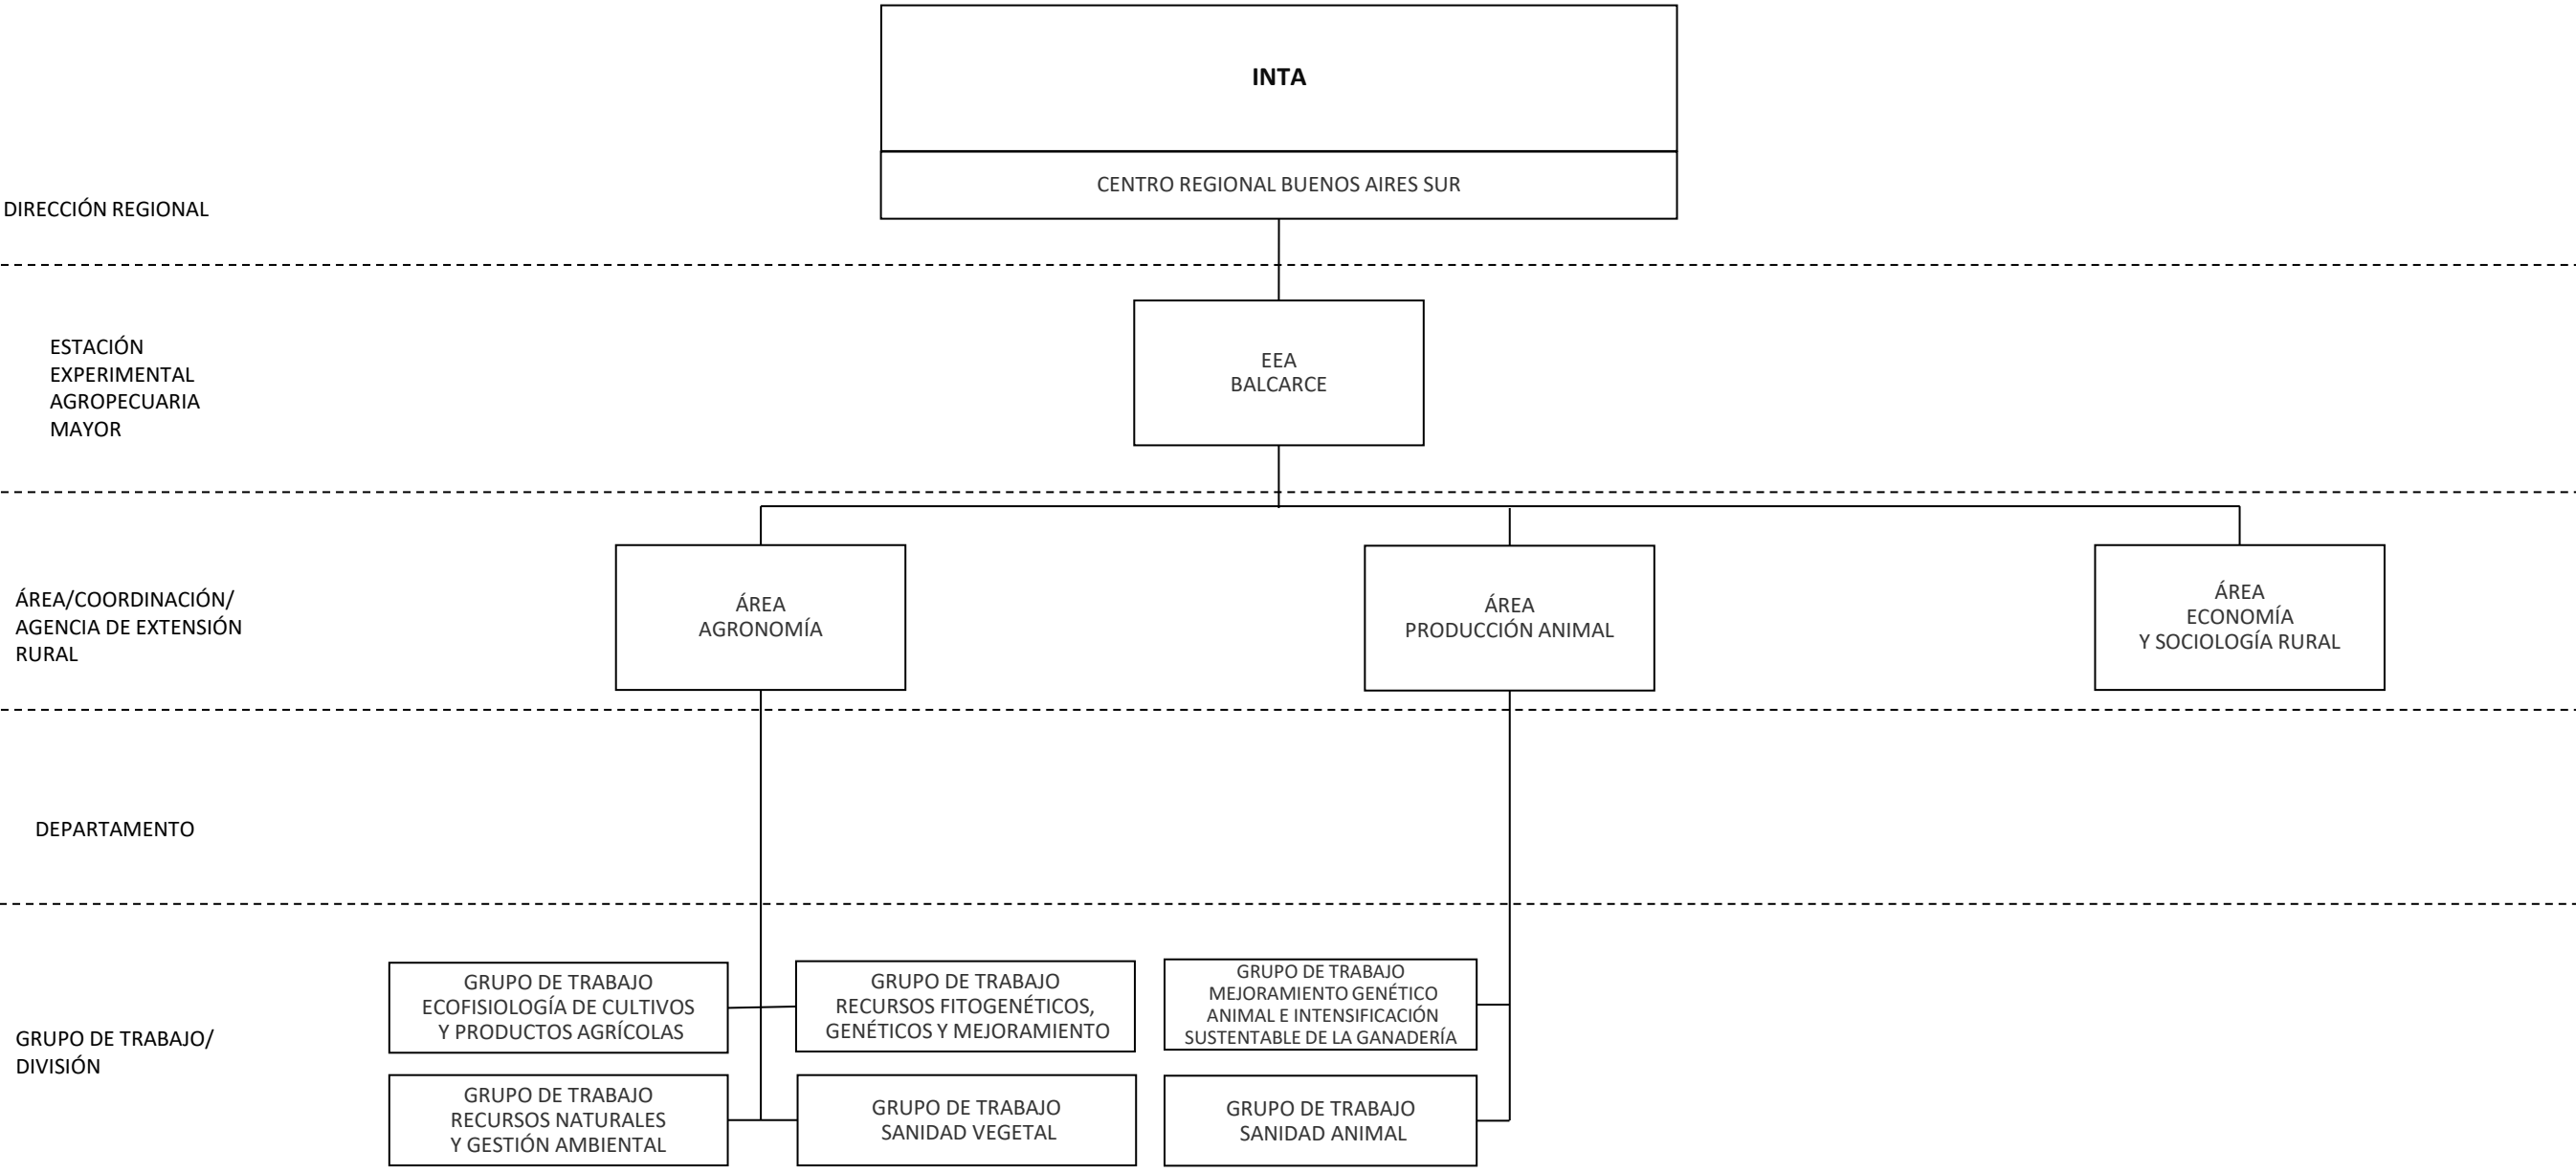 INTA
CENTRO REGIONAL BUENOS AIRES SUR
DIRECCIÓN REGIONAL
ESTACIÓN
EXPERIMENTAL
AGROPECUARIA
MAYOR
EEA
BALCARCE
ÁREA/COORDINACIÓN/
AGENCIA DE EXTENSIÓN
RURAL
ÁREA
AGRONOMÍA
ÁREA
PRODUCCIÓN ANIMAL
ÁREA
ECONOMÍA
Y SOCIOLOGÍA RURAL
DEPARTAMENTO
GRUPO DE TRABAJO/
DIVISIÓN
GRUPO DE TRABAJO
ECOFISIOLOGÍA DE CULTIVOS
Y PRODUCTOS AGRÍCOLAS
GRUPO DE TRABAJO
RECURSOS FITOGENÉTICOS,
GENÉTICOS Y MEJORAMIENTO
GRUPO DE TRABAJO
MEJORAMIENTO GENÉTICO
ANIMAL E INTENSIFICACIÓN
SUSTENTABLE DE LA GANADERÍA
GRUPO DE TRABAJO
RECURSOS NATURALES
Y GESTIÓN AMBIENTAL
GRUPO DE TRABAJO
SANIDAD VEGETAL
GRUPO DE TRABAJO
SANIDAD ANIMAL